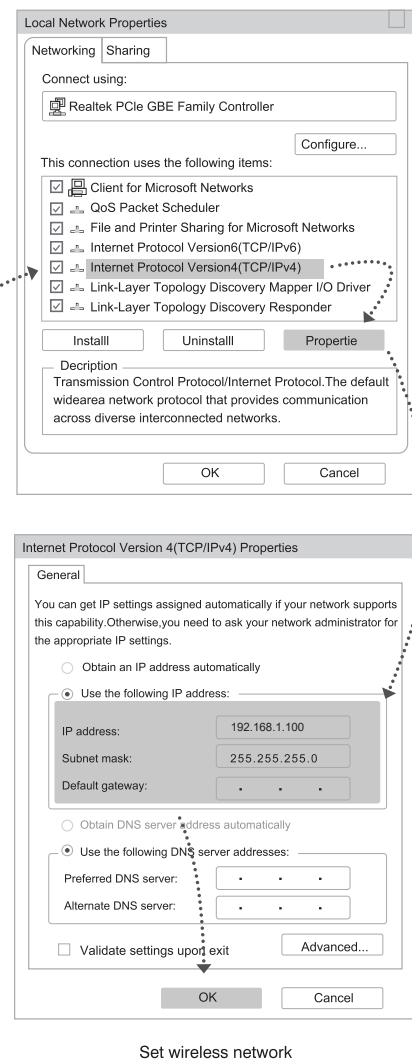 Local Network Properties
Networking Sharing
Connect using:
Realtek PCIe GBE Family Controller
Configure...
This connection uses the following items:
Client for Microsoft Networks
QoS Packet Scheduler
File and Printer Sharing for Microsoft Networks
Internet Protocol Version6(TCP/IPv6)
Internet Protocol Version4(TCP/IPv4)
Link-Layer Topology Discovery Mapper I/O Driver
Link-Layer Topology Discovery Responder
Installl Uninstalll Propertie
Decription
Transmission Control Protocol/Internet Protocol.The default
widearea network protocol that provides communication
across diverse interconnected networks.
OK Cancel
Internet Protocol Version 4(TCP/IPv4) Properties
General
You can get IP settings assigned automatically if your network supports
this capability.Otherwise,you need to ask your network administrator for
the appropriate IP settings.
Obtain an IP address automatically
Use the following IP address:
IP address: 192.168.1.100
Subnet mask: 255.255.255.0
Default gateway: . . .
Obtain DNS server address automatically
Use the following DNS server addresses:
Preferred DNS server: . . .
Alternate DNS server: . . .
Validate settings upon exit Advanced...
OK Cancel
Set wireless network